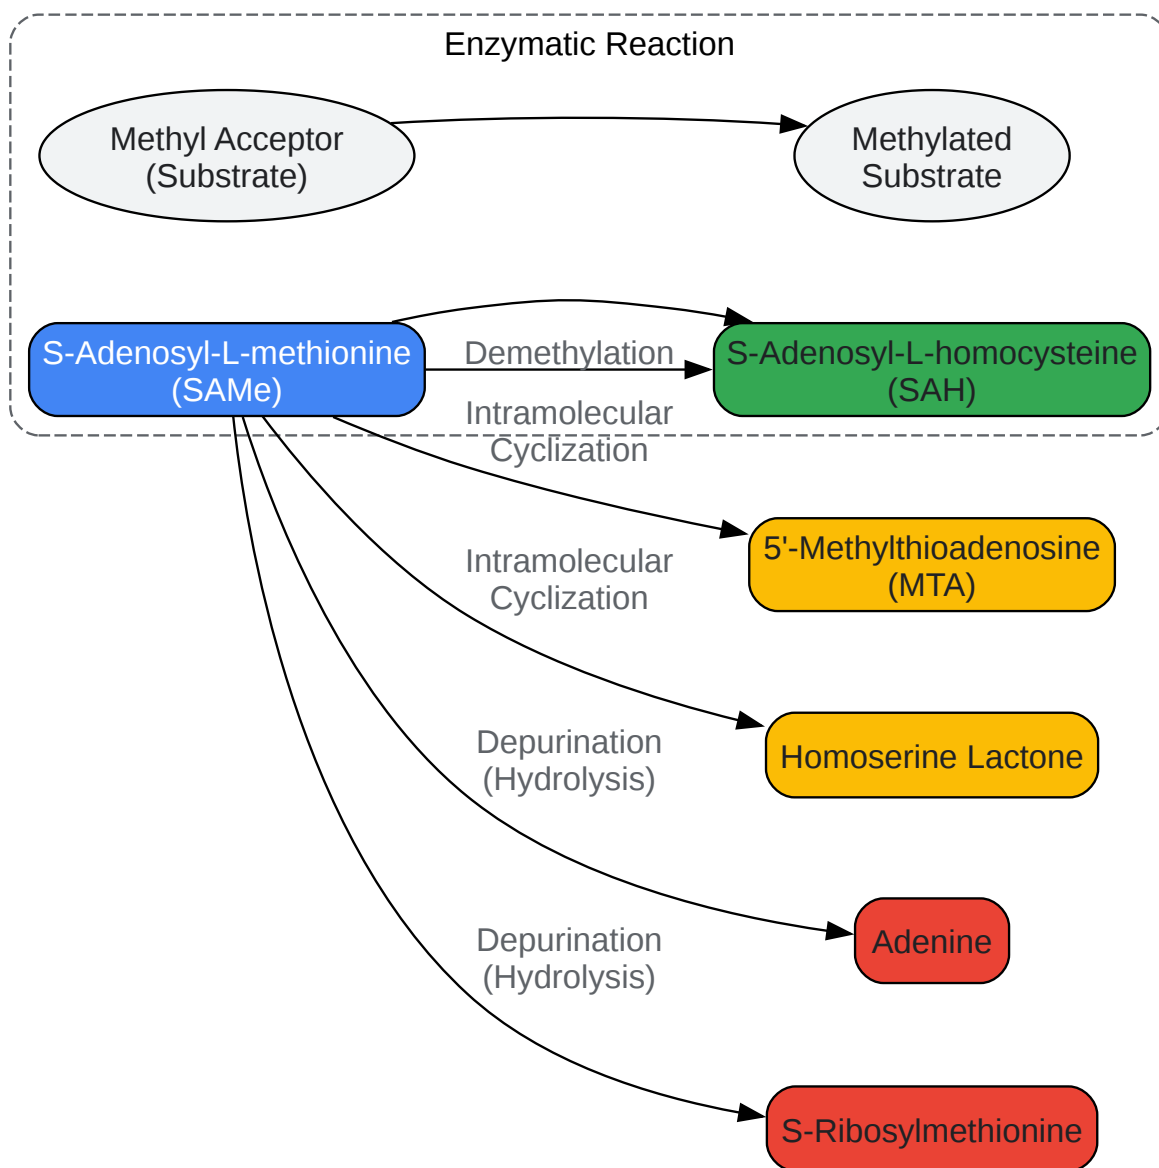 Enzymatic Reaction
Methyl Acceptor
(Substrate)
Methylated
Substrate
S-Adenosyl-L-methionine
(SAMe)
Demethylation
S-Adenosyl-L-homocysteine
(SAH)
Intramolecular
Cyclization
5'-Methylthioadenosine
(MTA)
Intramolecular
Cyclization
Homoserine Lactone
Depurination
(Hydrolysis)
Adenine
Depurination
(Hydrolysis)
S-Ribosylmethionine